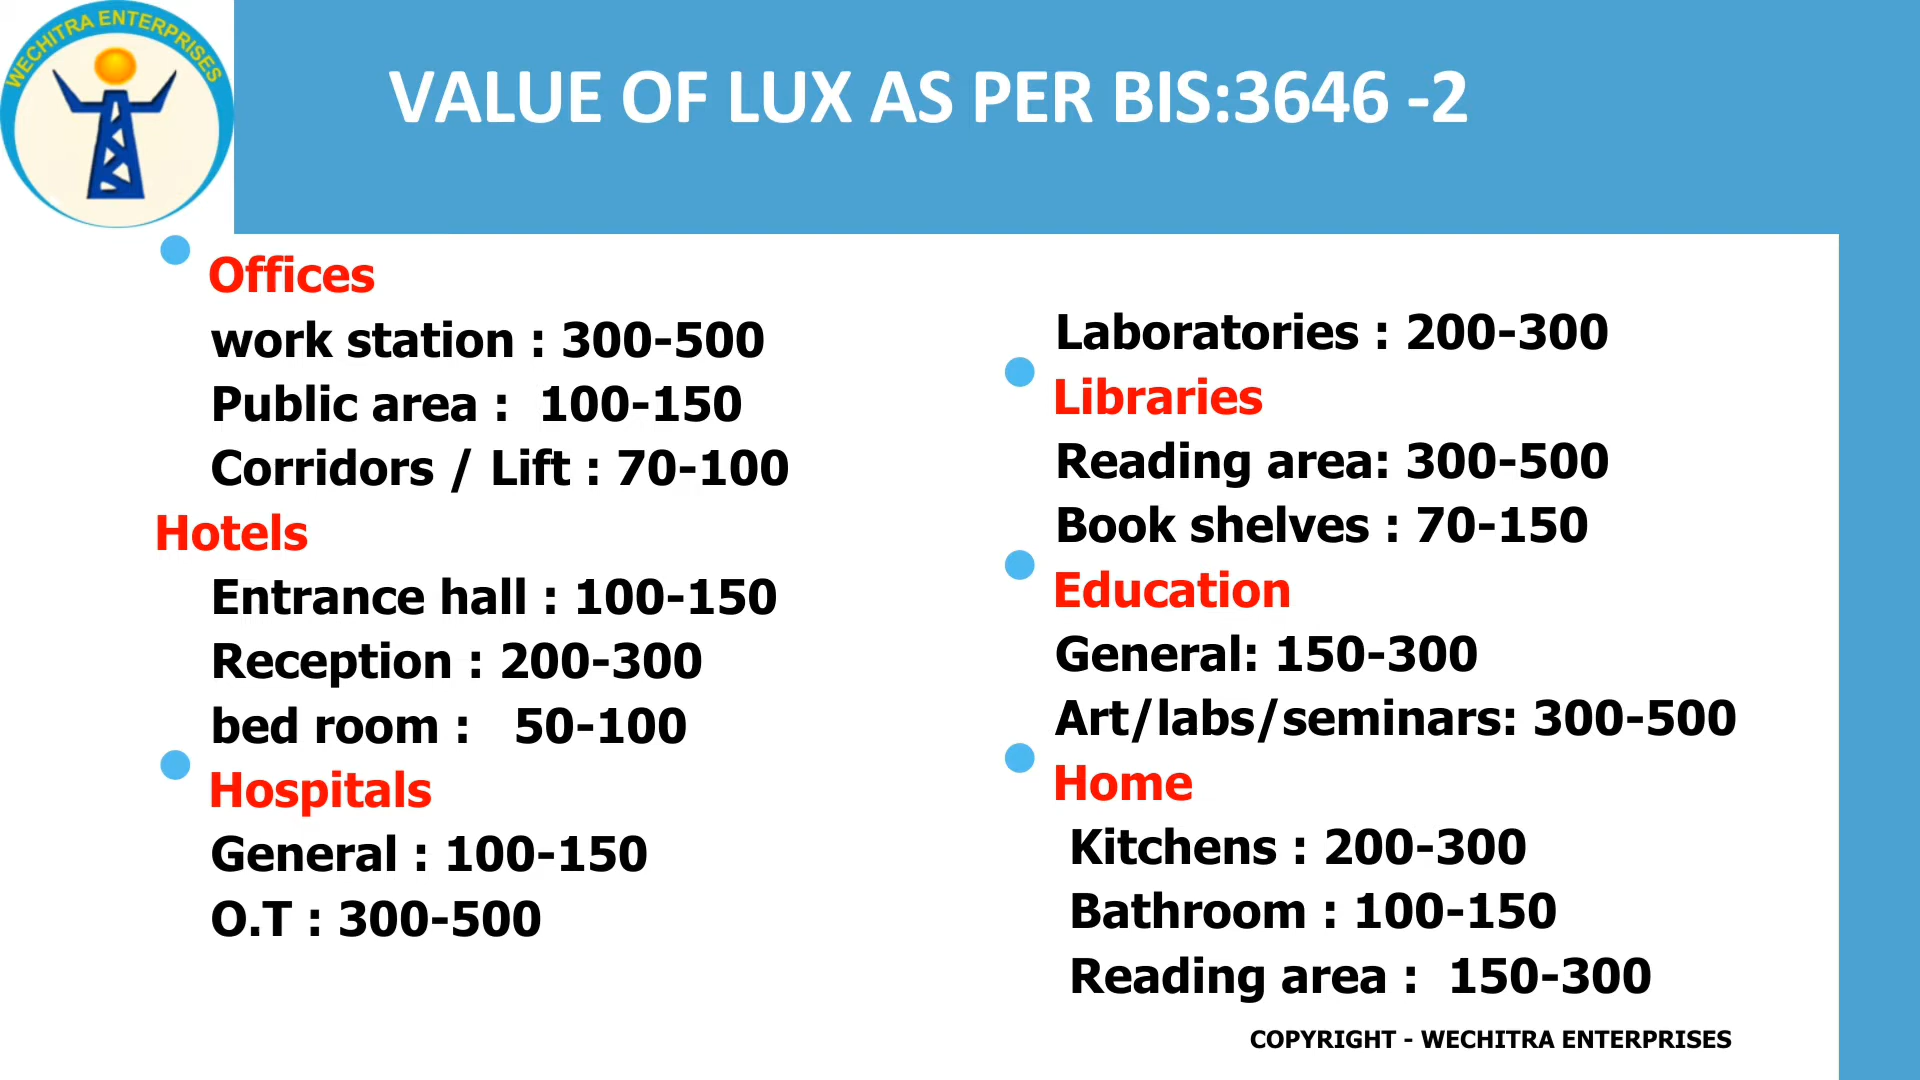 WECHITRA ENTERPRISES
VALUE OF LUX AS PER BIS:3646 -2
Offices
work station : 300-500
Public area : 100-150
Corridors / Lift : 70-100
Hotels
Entrance hall : 100-150
Reception : 200-300
bed room : 50-100
Hospitals
General : 100-150
O.T : 300-500
Laboratories : 200-300
Libraries
Reading area: 300-500
Book shelves : 70-150
Education
General: 150-300
Art/labs/seminars: 300-500
Home
Kitchens : 200-300
Bathroom : 100-150
Reading area : 150-300
COPYRIGHT - WECHITRA ENTERPRISES